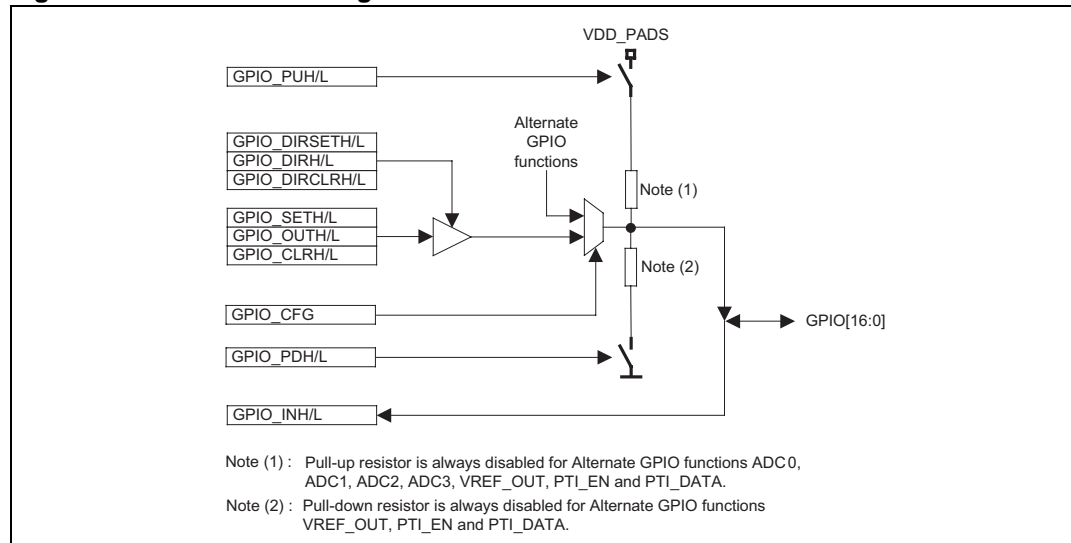 VDD_PADS
GPIO_PUH/L
Alternate
GPIO
functions
GPIO_DIRSETH/L
GPIO_DIRH/L
GPIO_DIRCLRH/L
Note (1)
GPIO_SETH/L
GPIO_OUTH/L
GPIO_CLRH/L
Note (2)
GPIO_CFG
GPIO[16:0]
GPIO_PDH/L
GPIO_INH/L
Note (1) : Pull-up resistor is always disabled for Alternate GPIO functions ADC0,
ADC1, ADC2, ADC3, VREF_OUT, PTI_EN and PTI_DATA.
Note (2) : Pull-down resistor is always disabled for Alternate GPIO functions
VREF_OUT, PTI_EN and PTI_DATA.